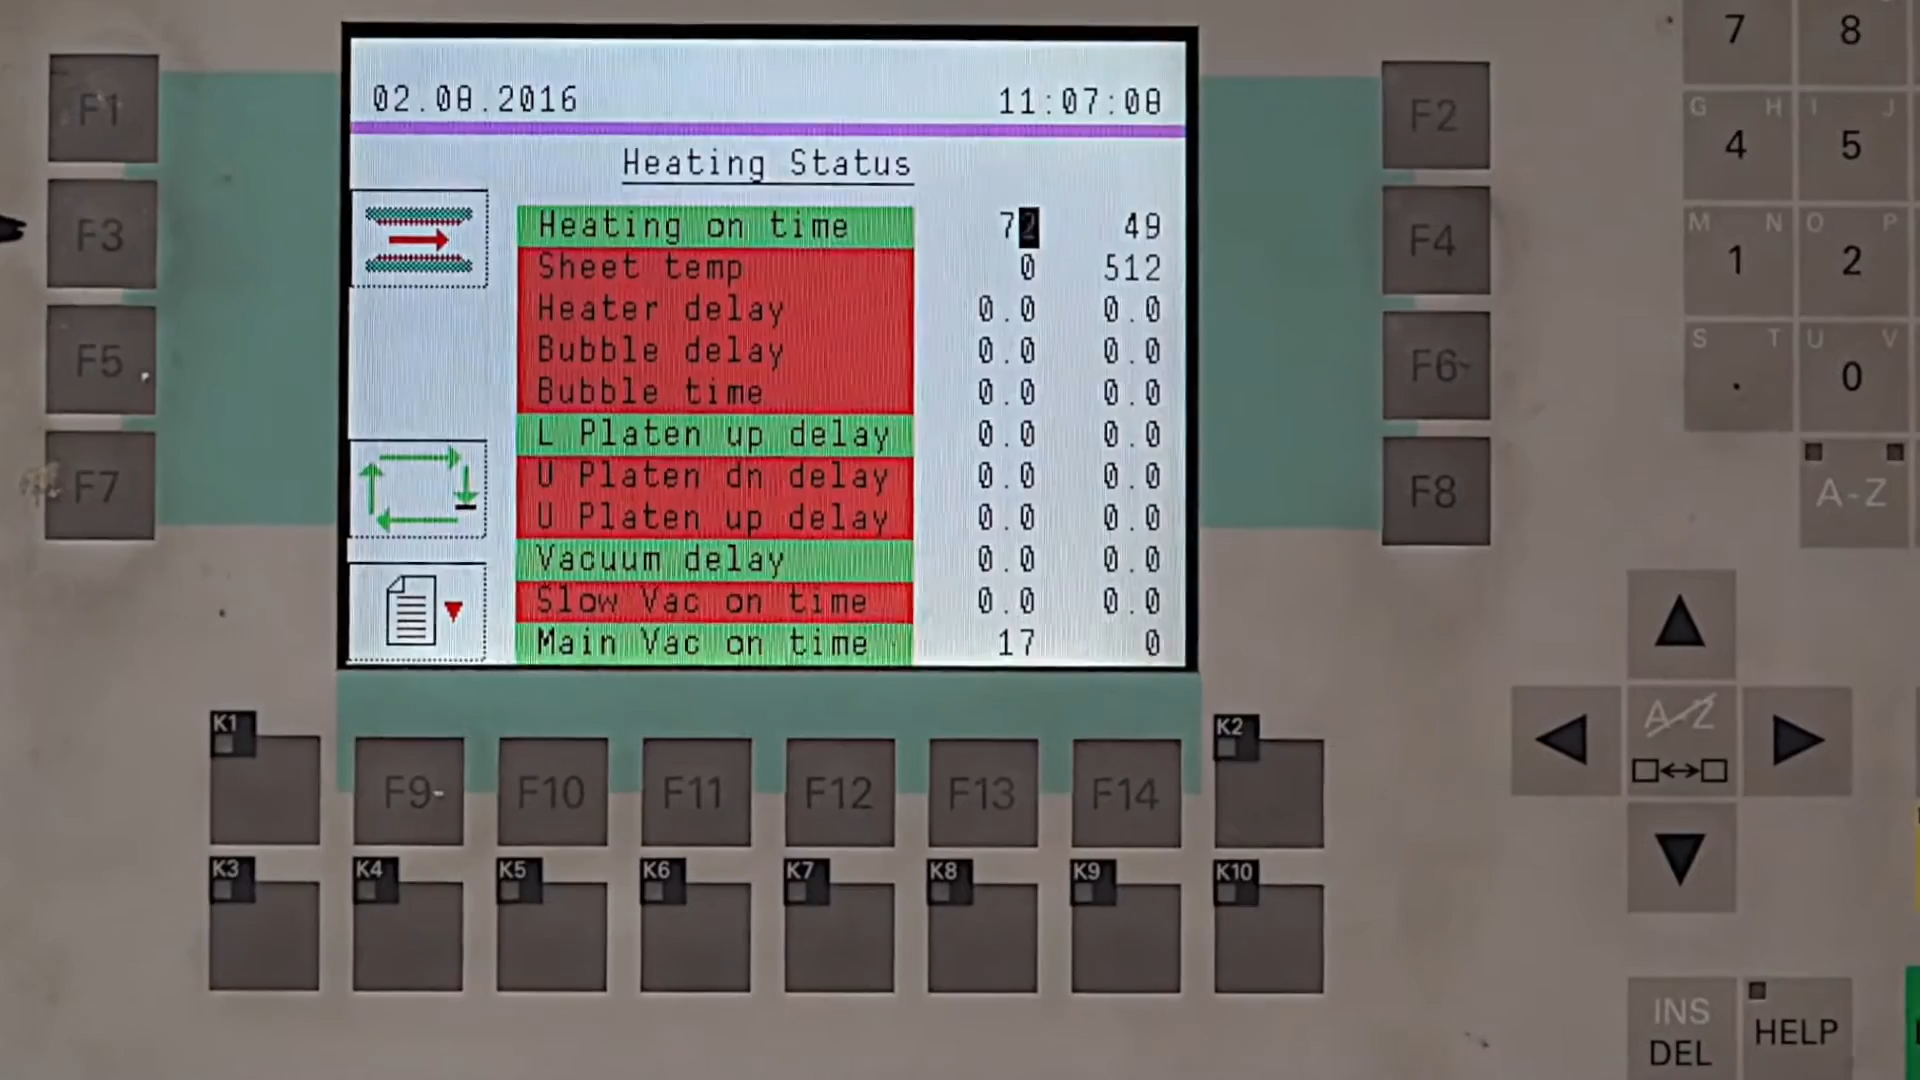 02.08.2016 11:07:08
Heating Status
Heating on time 72 49
Sheet temp 0 512
Heater delay 0.0 0.0
Bubble delay 0.0 0.0
Bubble time 0.0 0.0
L Platen up delay 0.0 0.0
U Platen dn delay 0.0 0.0
U Platen up delay 0.0 0.0
Vacuum delay 0.0 0.0
Slow Vac on time 0.0 0.0
Main Vac on time 17 0
F1
F3
F5
F7
F2
F4
F6
F8
K1
F9
F10
F11
F12
F13
F14
K2
K3
K4
K5
K6
K7
K8
K9
K10
7 8
G H I J
4 5
M N O P
1 2
S T U V
. 0
A-Z
A-Z
INS
DEL
HELP